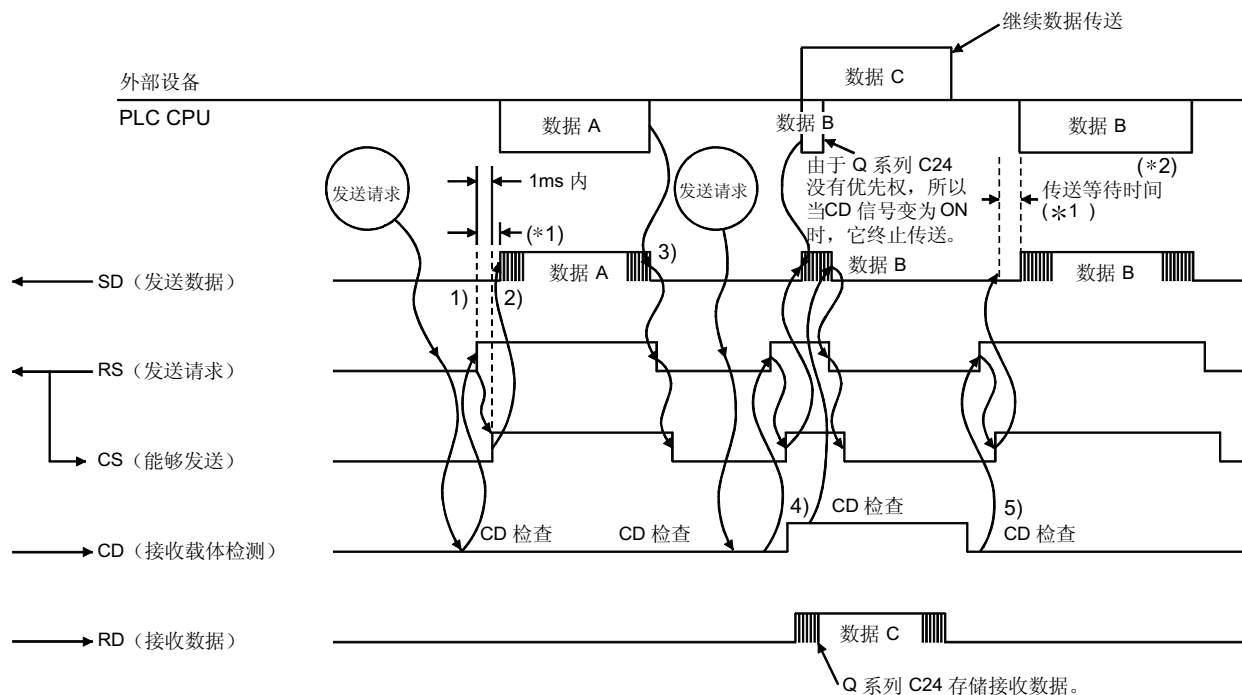 继续数据传送
数据 C
外部设备
PLC CPU
数据 A
数据 B
数据 B
(*2)
发送请求
1ms 内
(*1)
发送请求
由于 Q 系列 C24
没有优先权，所以
当CD 信号变为 ON
时，它终止传送。
传送等待时间
(*1)
SD（发送数据）
1)
2)
数据 A
3)
数据 B
数据 B
RS（发送请求）
CS（能够发送）
CD 检查
CD 检查
4)
CD 检查
5)
CD 检查
CD（接收载体检测）
RD（接收数据）
数据 C
Q 系列 C24 存储接收数据。